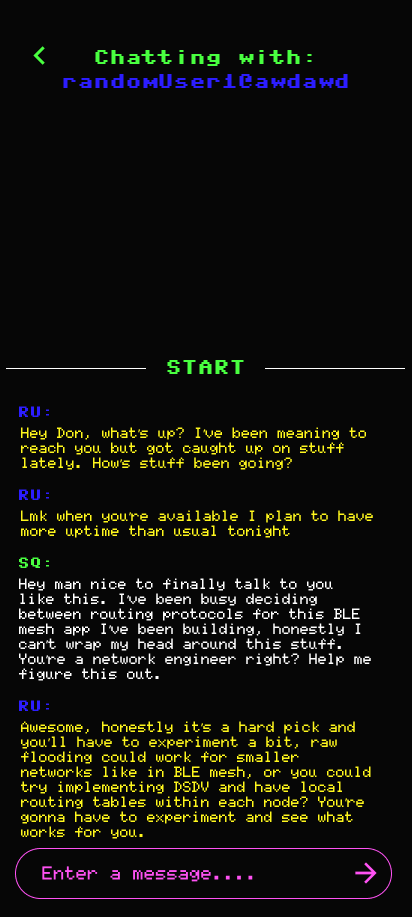 Chatting with:
randomUser1@awdawd
START
RU:
Hey Don, what's up? I've been meaning to
reach you but got caught up on stuff
lately. How's stuff been going?
RU:
Lmk when you're available I plan to have
more uptime than usual tonight
SQ:
Hey man nice to finally talk to you
like this. I've been busy deciding
between routing protocols for this BLE
mesh app I've been building, honestly I
cant wrap my head around this stuff.
You're a network engineer right? Help me
figure this out.
RU:
Awesome, honestly it's a hard pick and
you'll have to experiment a bit, raw
flooding could work for smaller
networks like in BLE mesh, or you could
try implementing DSDV and have local
routing tables within each node? You're
gonna have to experiment and see what
works for you.
Enter a message....